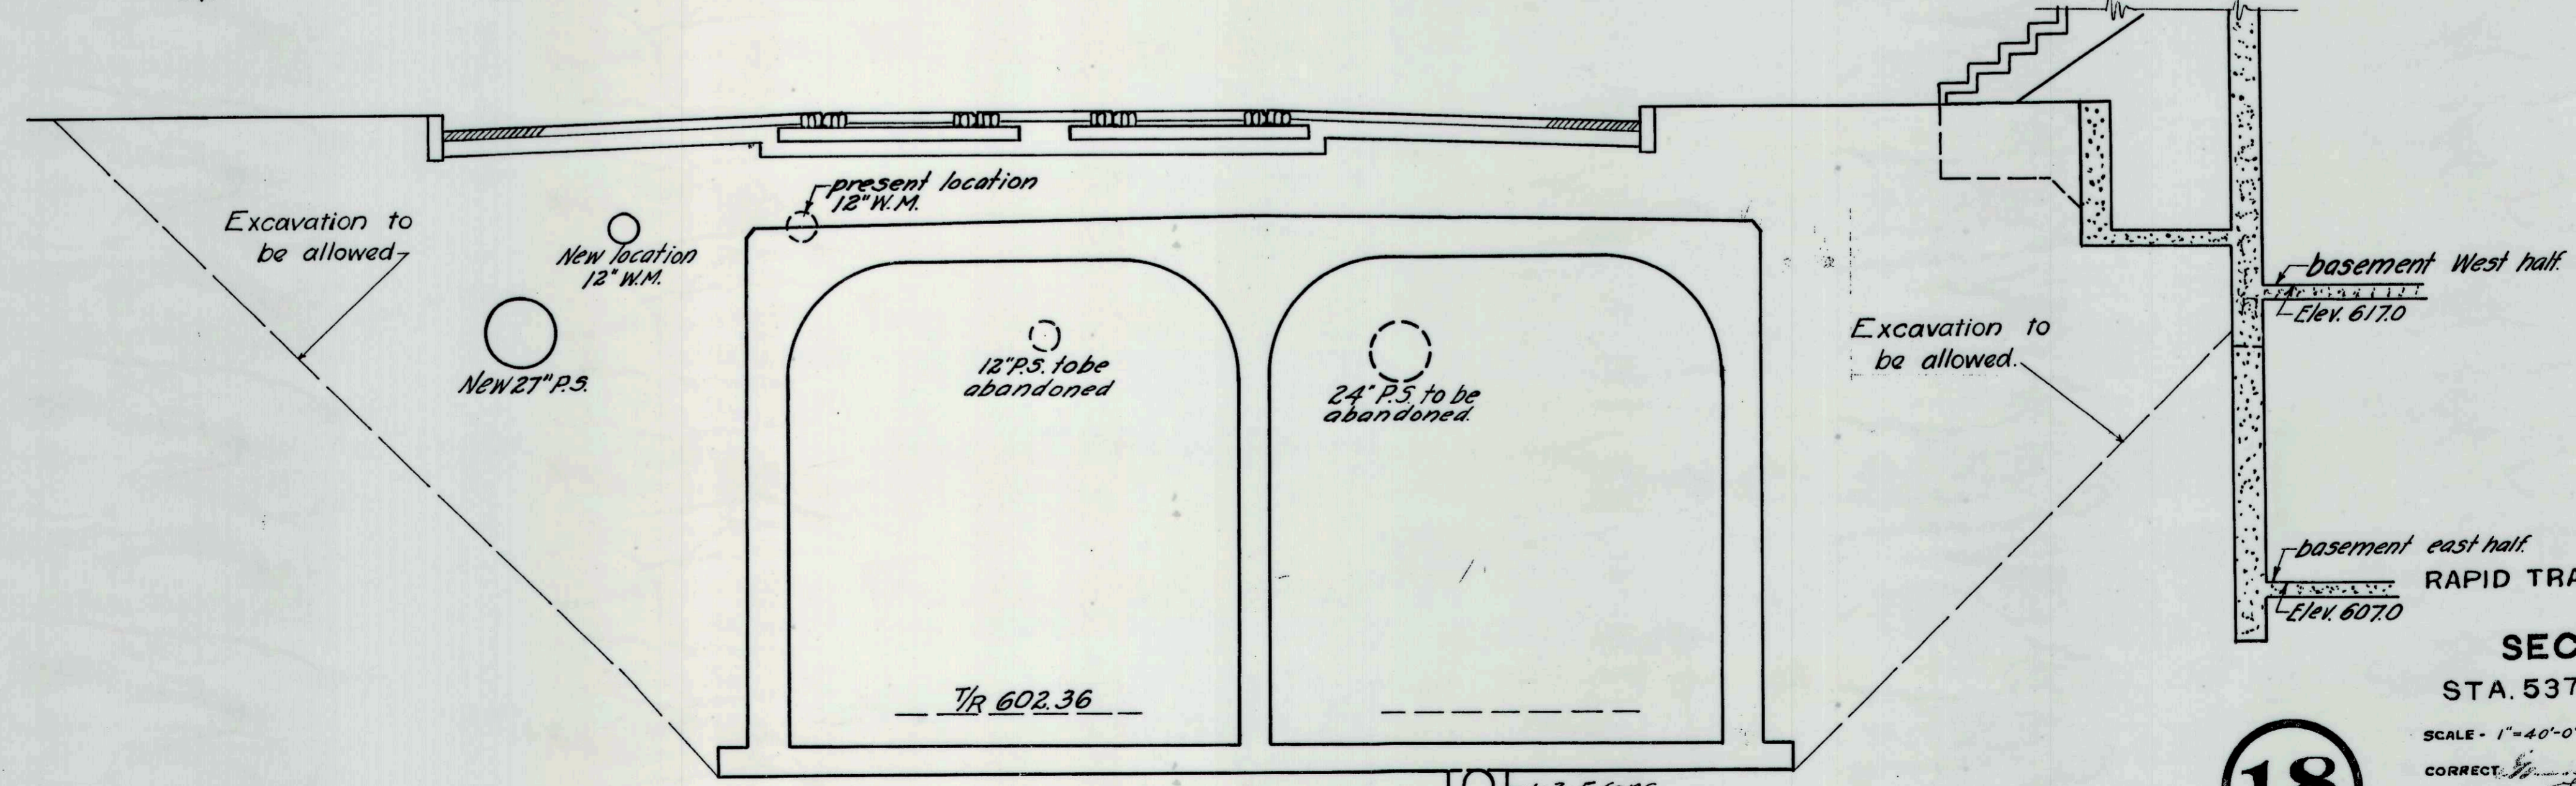 present location
12" W.M.
Excavation to
be allowed
New location
12" W.M.
New 27" P.S.
12" P.S. to be
abandoned
24" P.S. to be
abandoned.
Excavation to
be allowed.
basement West half.
Elev. 617.0
basement east half.
RAPID TRA
Elev. 607.0
T/R 602.36
SEC
STA. 537
SCALE - 1"=40'-0"
CORRECT
18